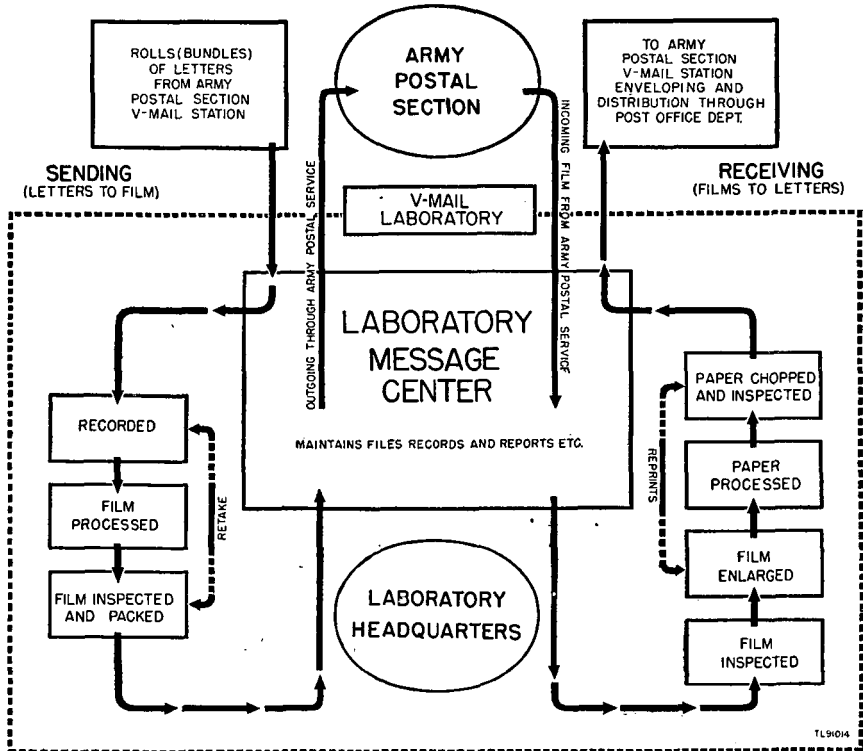 ROLLS (BUNDLES)
OF LETTERS
FROM ARMY
POSTAL SECTION
V-MAIL STATION
ARMY
POSTAL
SECTION
TO ARMY
POSTAL SECTION
V-MAIL STATION
ENVELOPING AND
DISTRIBUTION THROUGH
POST OFFICE DEPT.
SENDING
(LETTERS TO FILM)
RECEIVING
(FILMS TO LETTERS)
V-MAIL
LABORATORY
OUTGOING THROUGH ARMY POSTAL SERVICE
INCOMING FILM FROM ARMY POSTAL SERVICE
LABORATORY
MESSAGE
CENTER
MAINTAINS FILES RECORDS AND REPORTS ETC.
RECORDED
FILM
PROCESSED
FILM INSPECTED
AND PACKED
RETAKE
LABORATORY
HEADQUARTERS
PAPER CHOPPED
AND INSPECTED
PAPER
PROCESSED
FILM
ENLARGED
FILM
INSPECTED
REPRINTS
TL91014